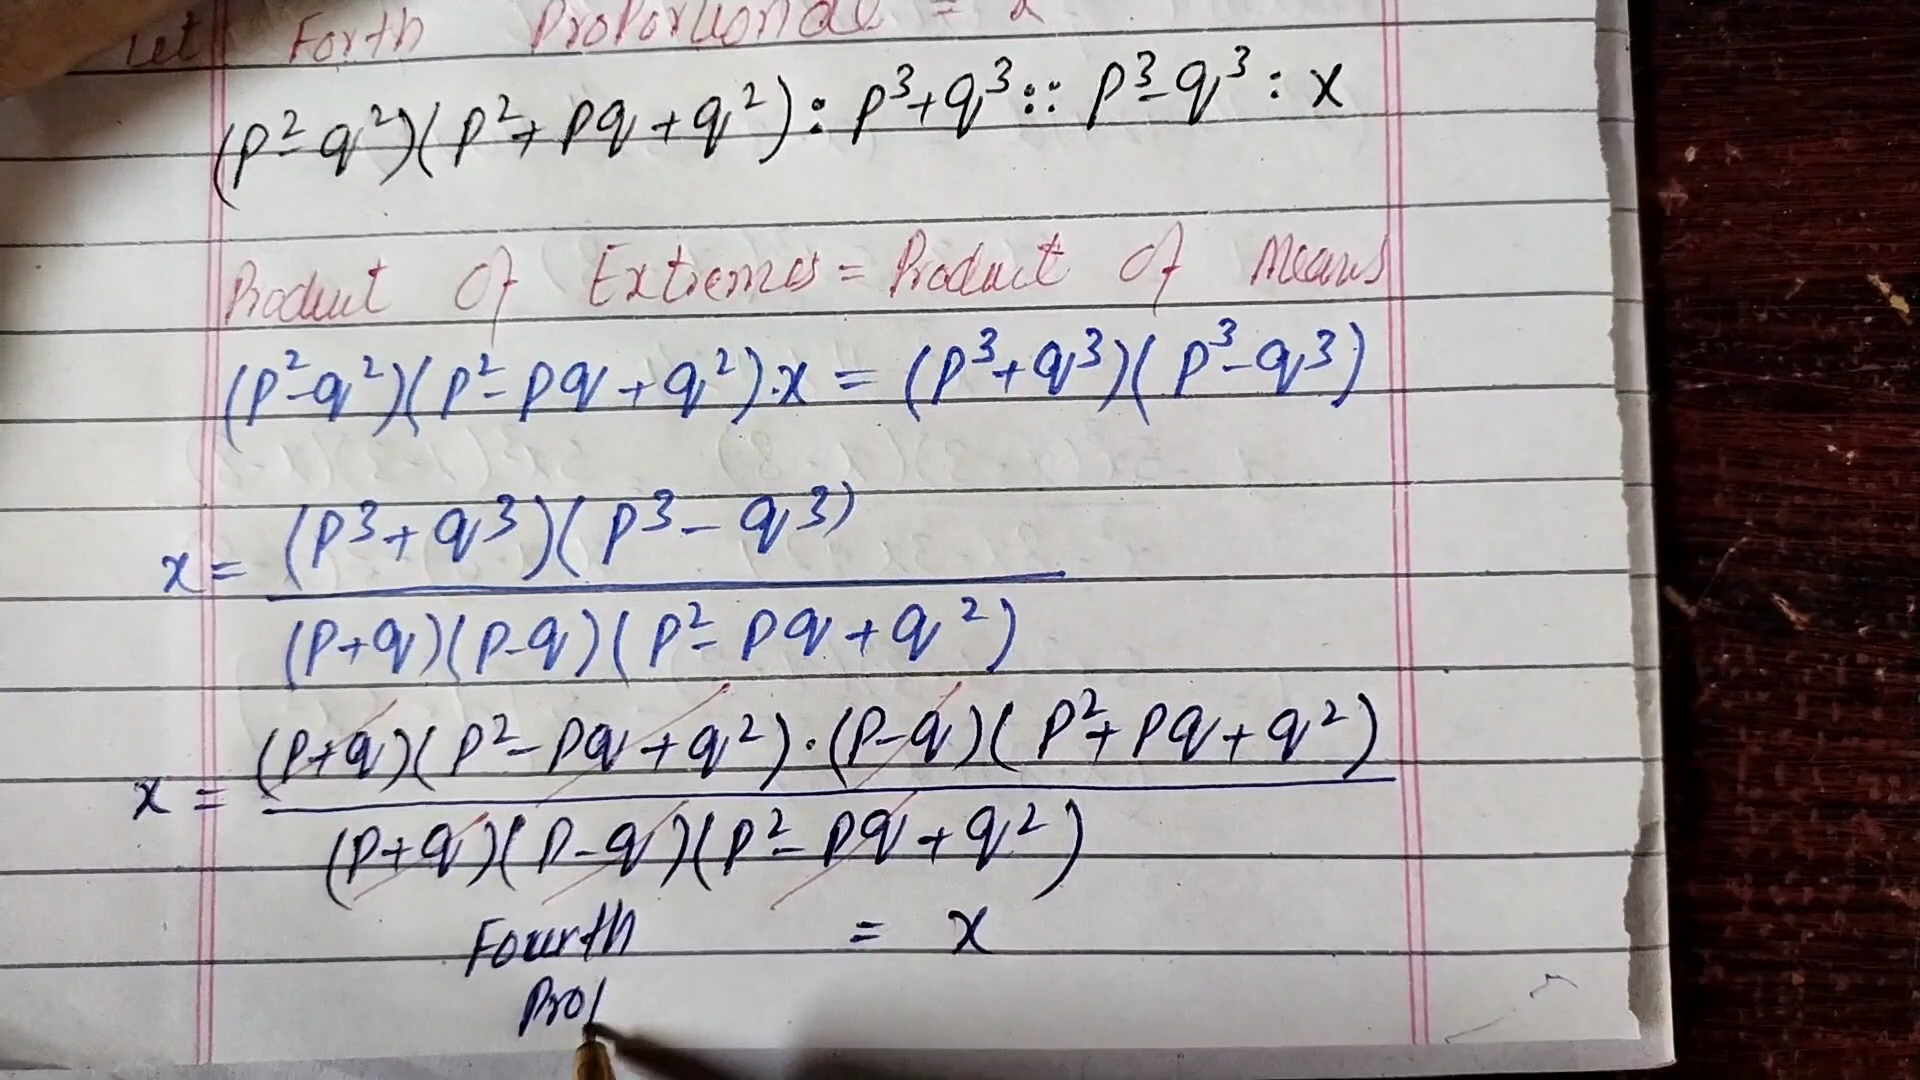 Let Forth Proportional = x
(p²-q²)(p²+pq+q²) : p³+q³ :: p³-q³ : x
Product of Extremes = Product of Means
(p²-q²)(p²-pq+q²).x = (p³+q³)(p³-q³)
x = (p³+q³)(p³-q³)
(p+q)(p-q)(p²-pq+q²)
x = (p+q)(p²-pq+q²).(p-q)(p²+pq+q²)
(p+q)(p-q)(p²-pq+q²)
Fourth = x
Pro